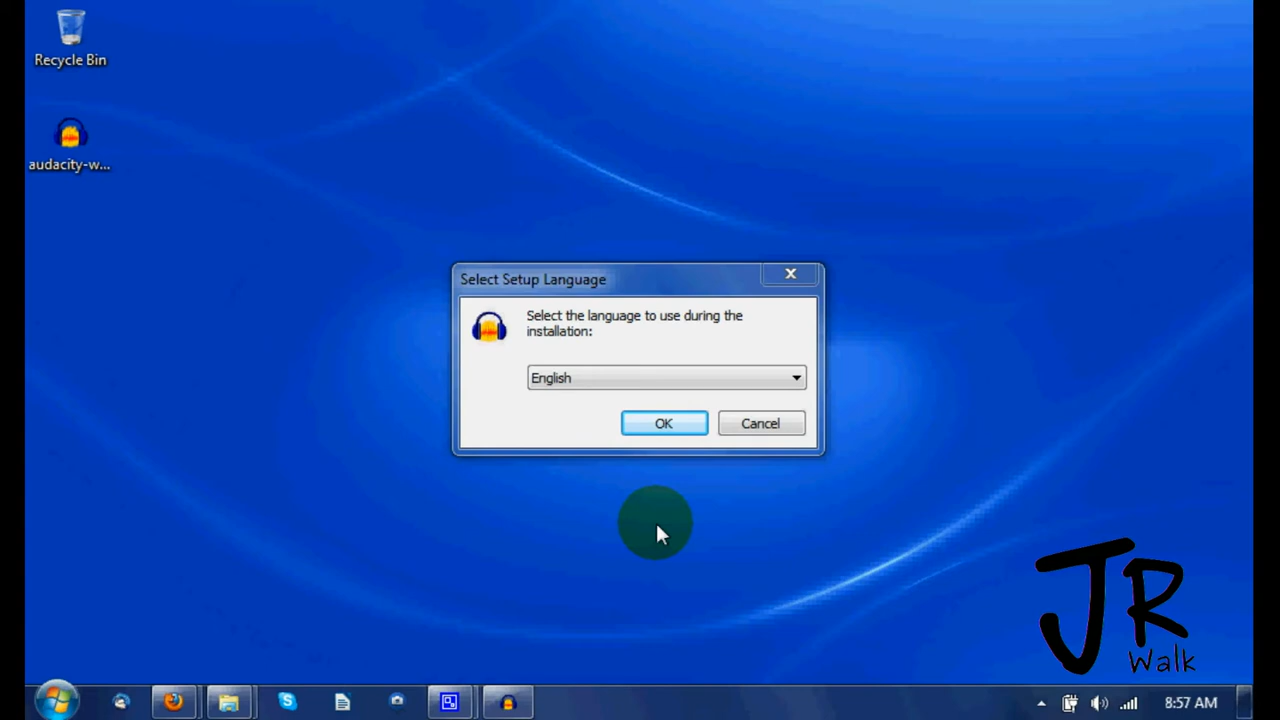 Recycle Bin
audacity-w...
Select Setup Language
Select the language to use during the
installation:
English
OK
Cancel
JR
Walk
8:57 AM